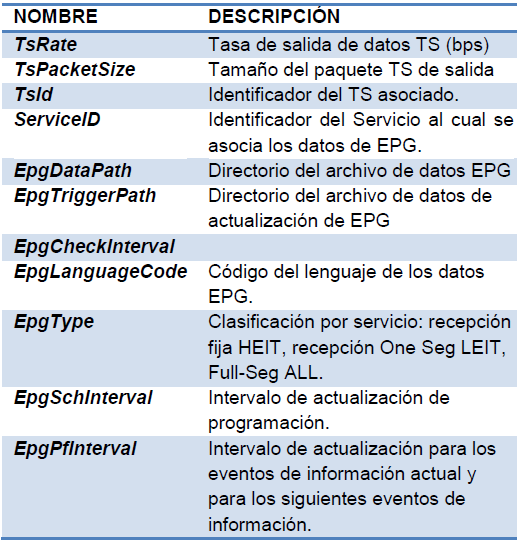 NOMBRE DESCRIPCIÓN
TsRate Tasa de salida de datos TS (bps)
TsPacketSize Tamaño del paquete TS de salida
TsId Identificador del TS asociado.
ServiceID Identificador del Servicio al cual se
asocia los datos de EPG.
EpgDataPath Directorio del archivo de datos EPG
EpgTriggerPath Directorio del archivo de datos de
actualización de EPG
EpgCheckInterval
EpgLanguageCode Código del lenguaje de los datos
EPG.
EpgType Clasificación por servicio: recepción
fija HEIT, recepción One Seg LEIT,
Full-Seg ALL.
EpgSchInterval Intervalo de actualización de
programación.
EpgPfInterval Intervalo de actualización para los
eventos de información actual y
para los siguientes eventos de
información.